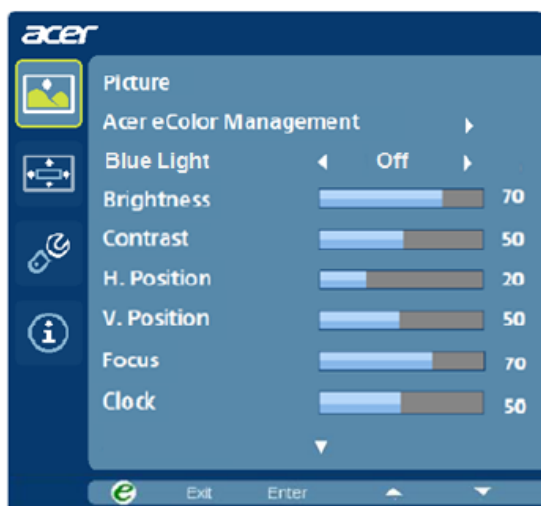 acer
Picture
Acer eColor Management
Blue Light Off
Brightness 70
Contrast 50
H. Position 20
V. Position 50
Focus 70
Clock 50
e Exit Enter